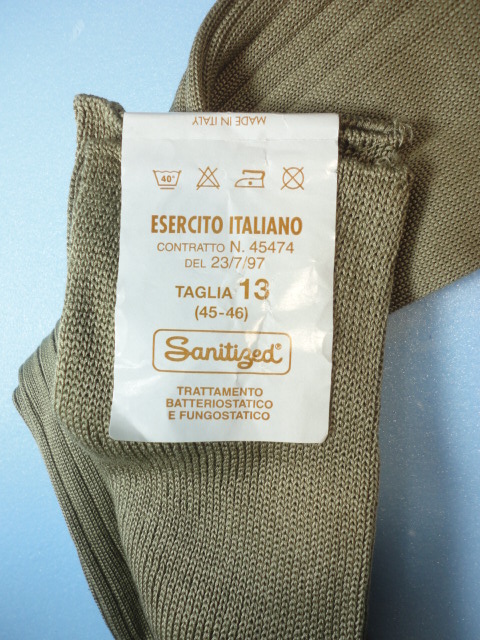 MADE IN ITALY
40°
ESERCITO ITALIANO
CONTRATTO N. 45474
DEL 23/7/97
TAGLIA 13
(45-46)
Sanitized®
TRATTAMENTO
BATTERIOSTATICO
E FUNGOSTATICO